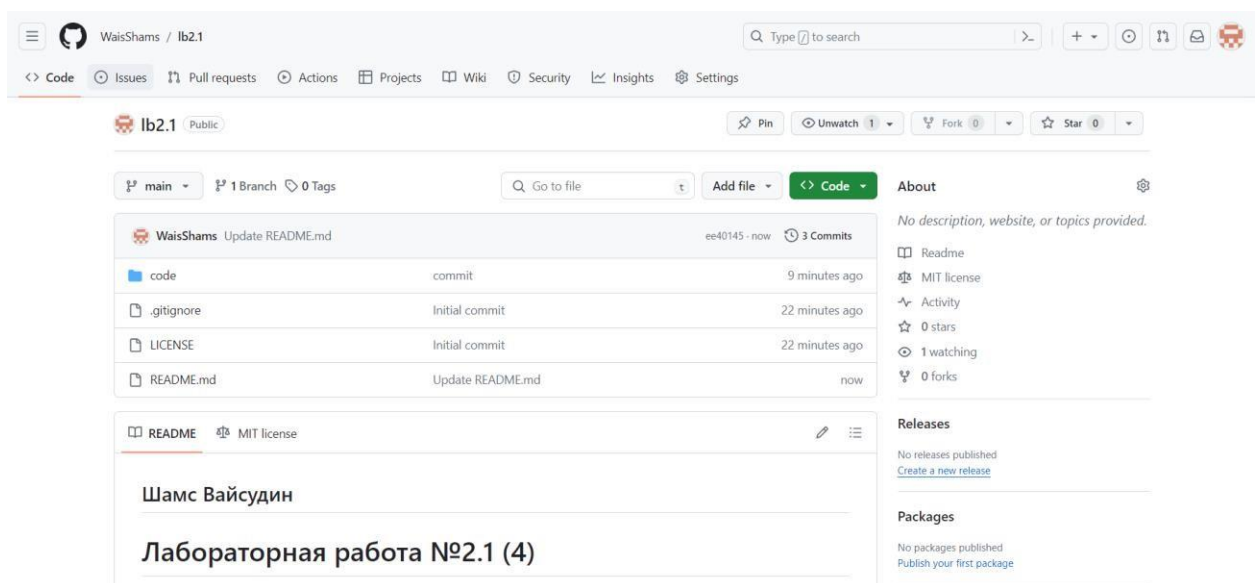 WaisShams / lb2.1
Type / to search
Code Issues Pull requests Actions Projects Wiki Security Insights Settings
lb2.1 Public
Pin Unwatch 1 Fork 0 Star 0
main 1 Branch 0 Tags Go to file t Add file Code
WaisShams Update README.md ee40145 · now 3 Commits
code commit 9 minutes ago
.gitignore Initial commit 22 minutes ago
LICENSE Initial commit 22 minutes ago
README.md Update README.md now
README MIT license
Шамс Вайсудин
Лабораторная работа №2.1 (4)
About
No description, website, or topics provided.
Readme
MIT license
Activity
0 stars
1 watching
0 forks
Releases
No releases published
Create a new release
Packages
No packages published
Publish your first package